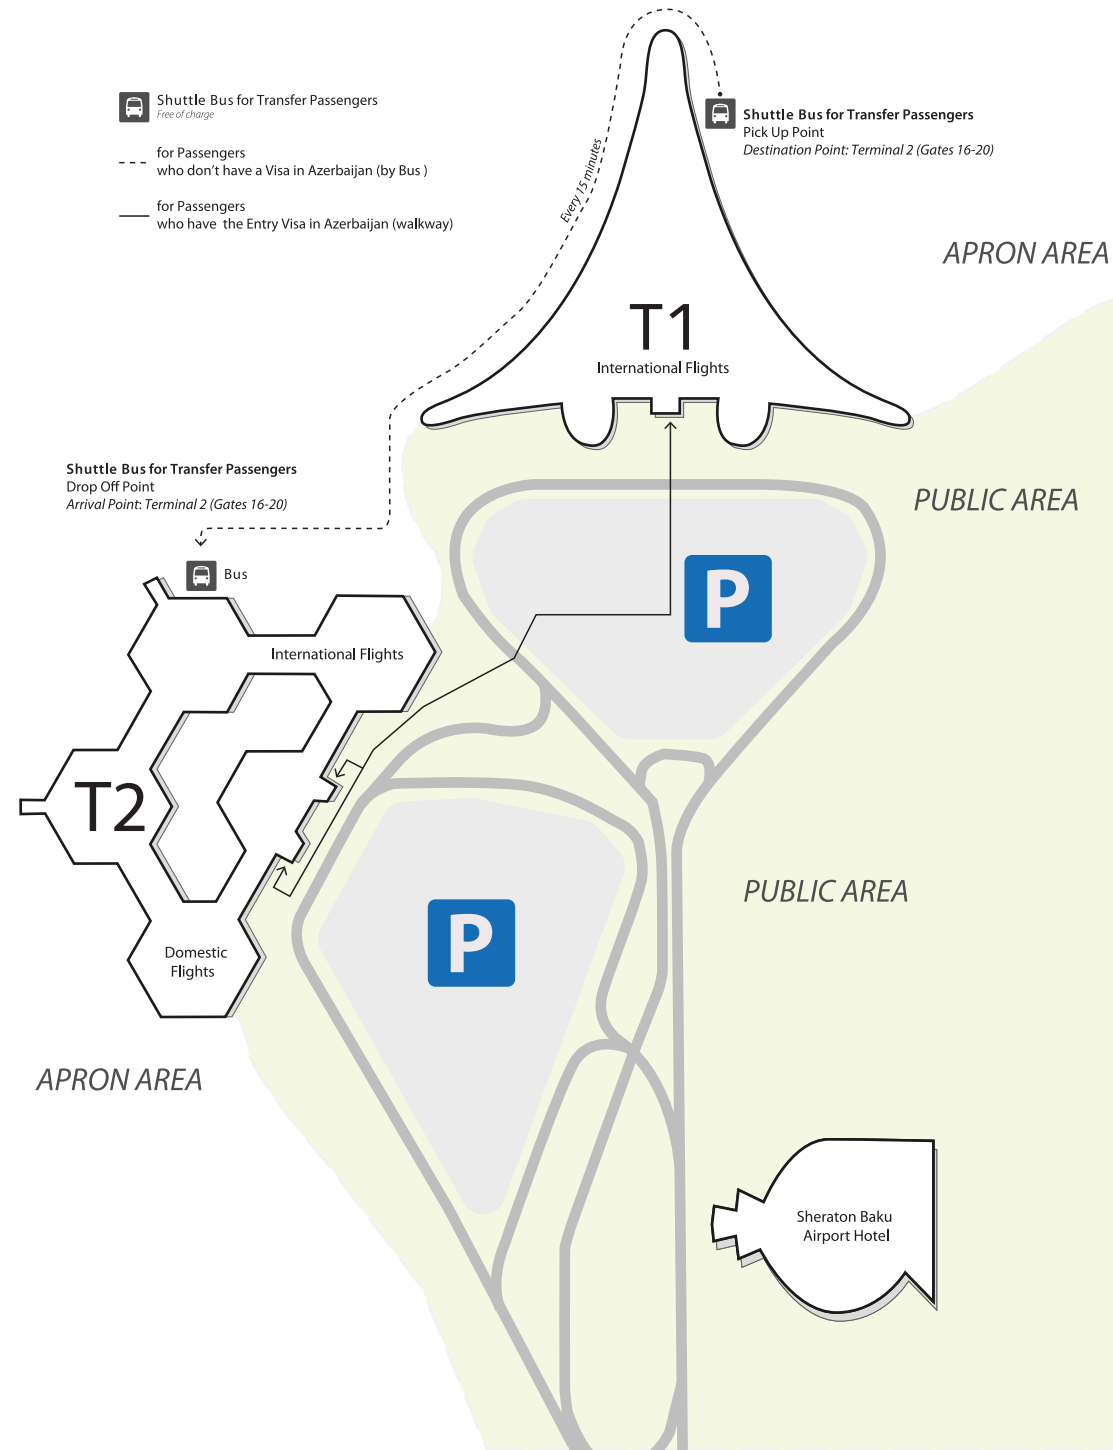 Shuttle Bus for Transfer Passengers
Free of charge
for Passengers
who don't have a Visa in Azerbaijan (by Bus )
for Passengers
who have the Entry Visa in Azerbaijan (walkway)
Every 15 minutes
Shuttle Bus for Transfer Passengers
Pick Up Point
Destination Point: Terminal 2 (Gates 16-20)
APRON AREA
T1
International Flights
Shuttle Bus for Transfer Passengers
Drop Off Point
Arrival Point: Terminal 2 (Gates 16-20)
PUBLIC AREA
Bus
P
International Flights
T2
PUBLIC AREA
P
Domestic
Flights
APRON AREA
Sheraton Baku
Airport Hotel